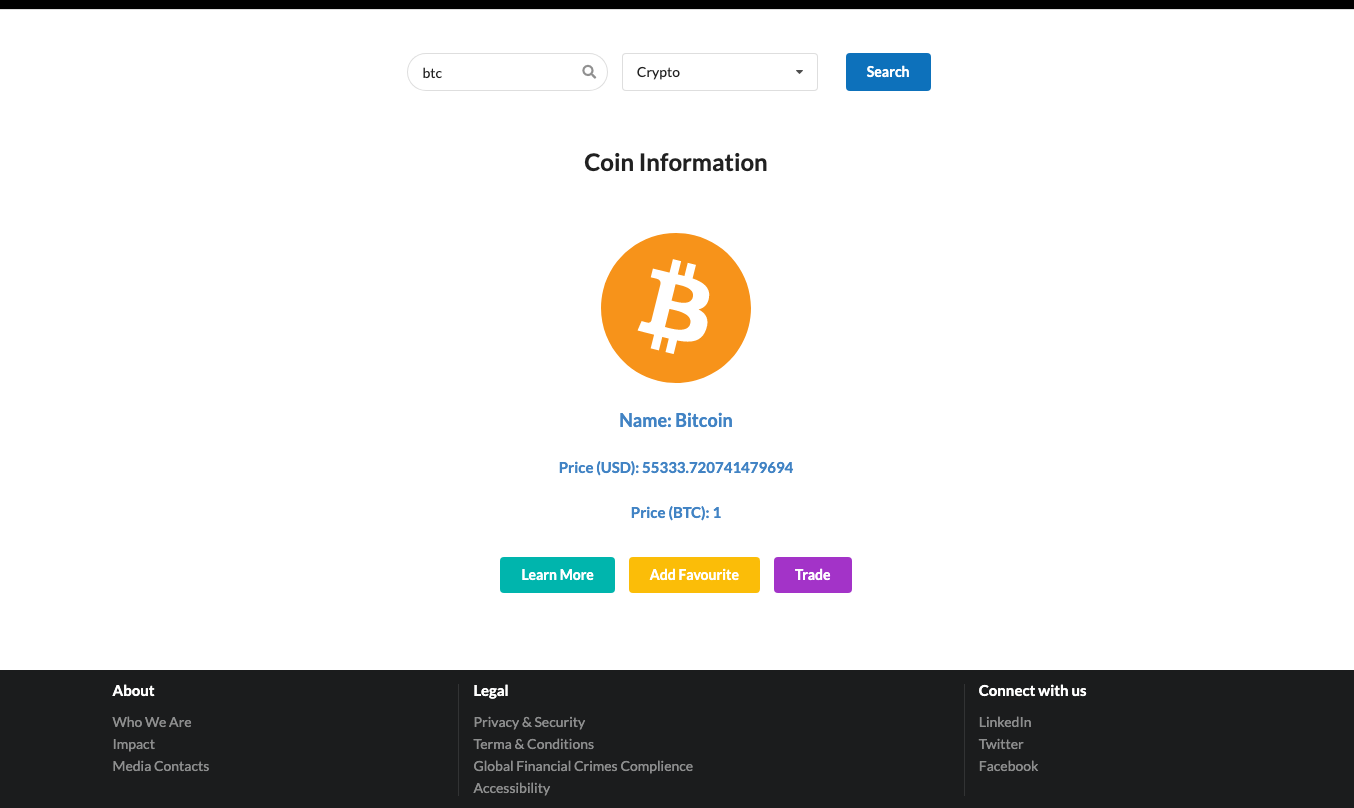 btc
Crypto
Search
Coin Information
Name: Bitcoin
Price (USD): 55333.720741479694
Price (BTC): 1
Learn More
Add Favourite
Trade
About
Who We Are
Impact
Media Contacts
Legal
Privacy & Security
Terma & Conditions
Global Financial Crimes Complience
Accessibility
Connect with us
LinkedIn
Twitter
Facebook